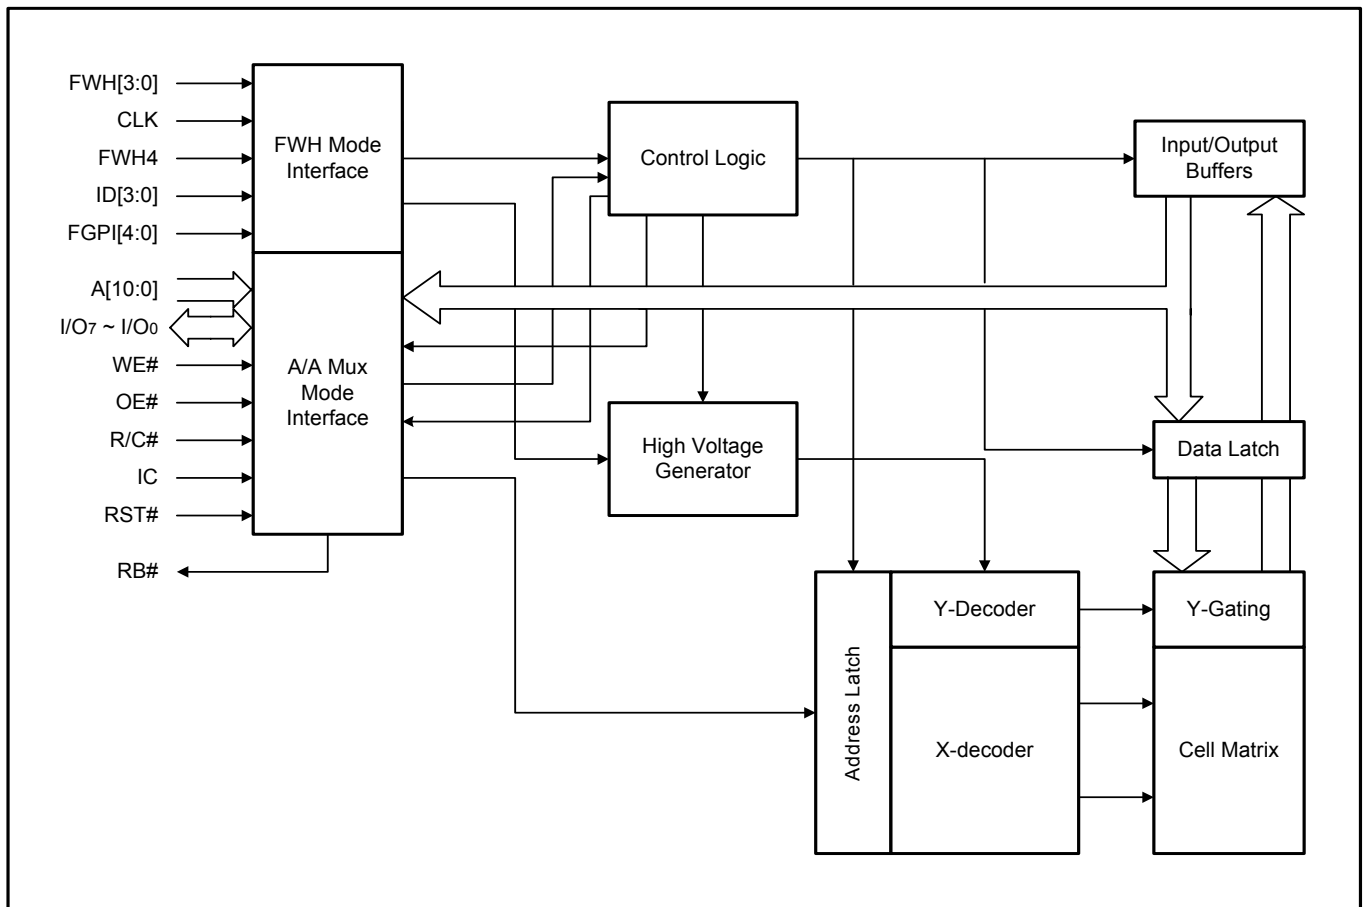 FWH[3:0]
CLK
FWH4
ID[3:0]
FGPI[4:0]
A[10:0]
I/O7 ~ I/O0
WE#
OE#
R/C#
IC
RST#
RB#
FWH Mode
Interface
A/A Mux
Mode
Interface
Control Logic
High Voltage
Generator
Input/Output
Buffers
Data Latch
Address Latch
Y-Decoder
X-decoder
Y-Gating
Cell Matrix